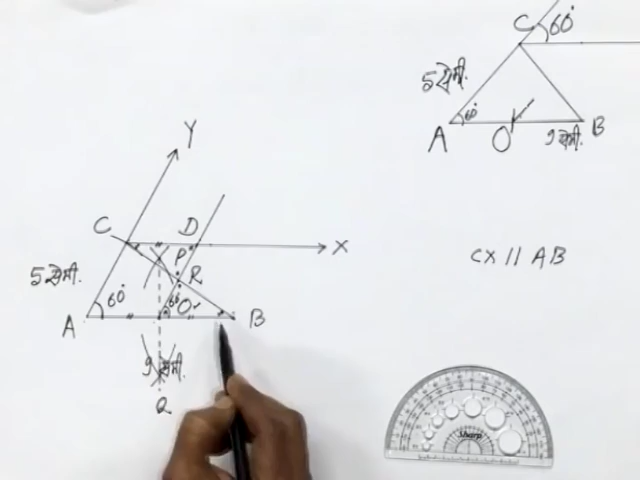 C 60°
5 सेमी.
A 60° O 9 सेमी. B
Y
C D
X
CX // AB
P
5 सेमी. R
60° 60° O
A B
9 सेमी.
Q
Sharp